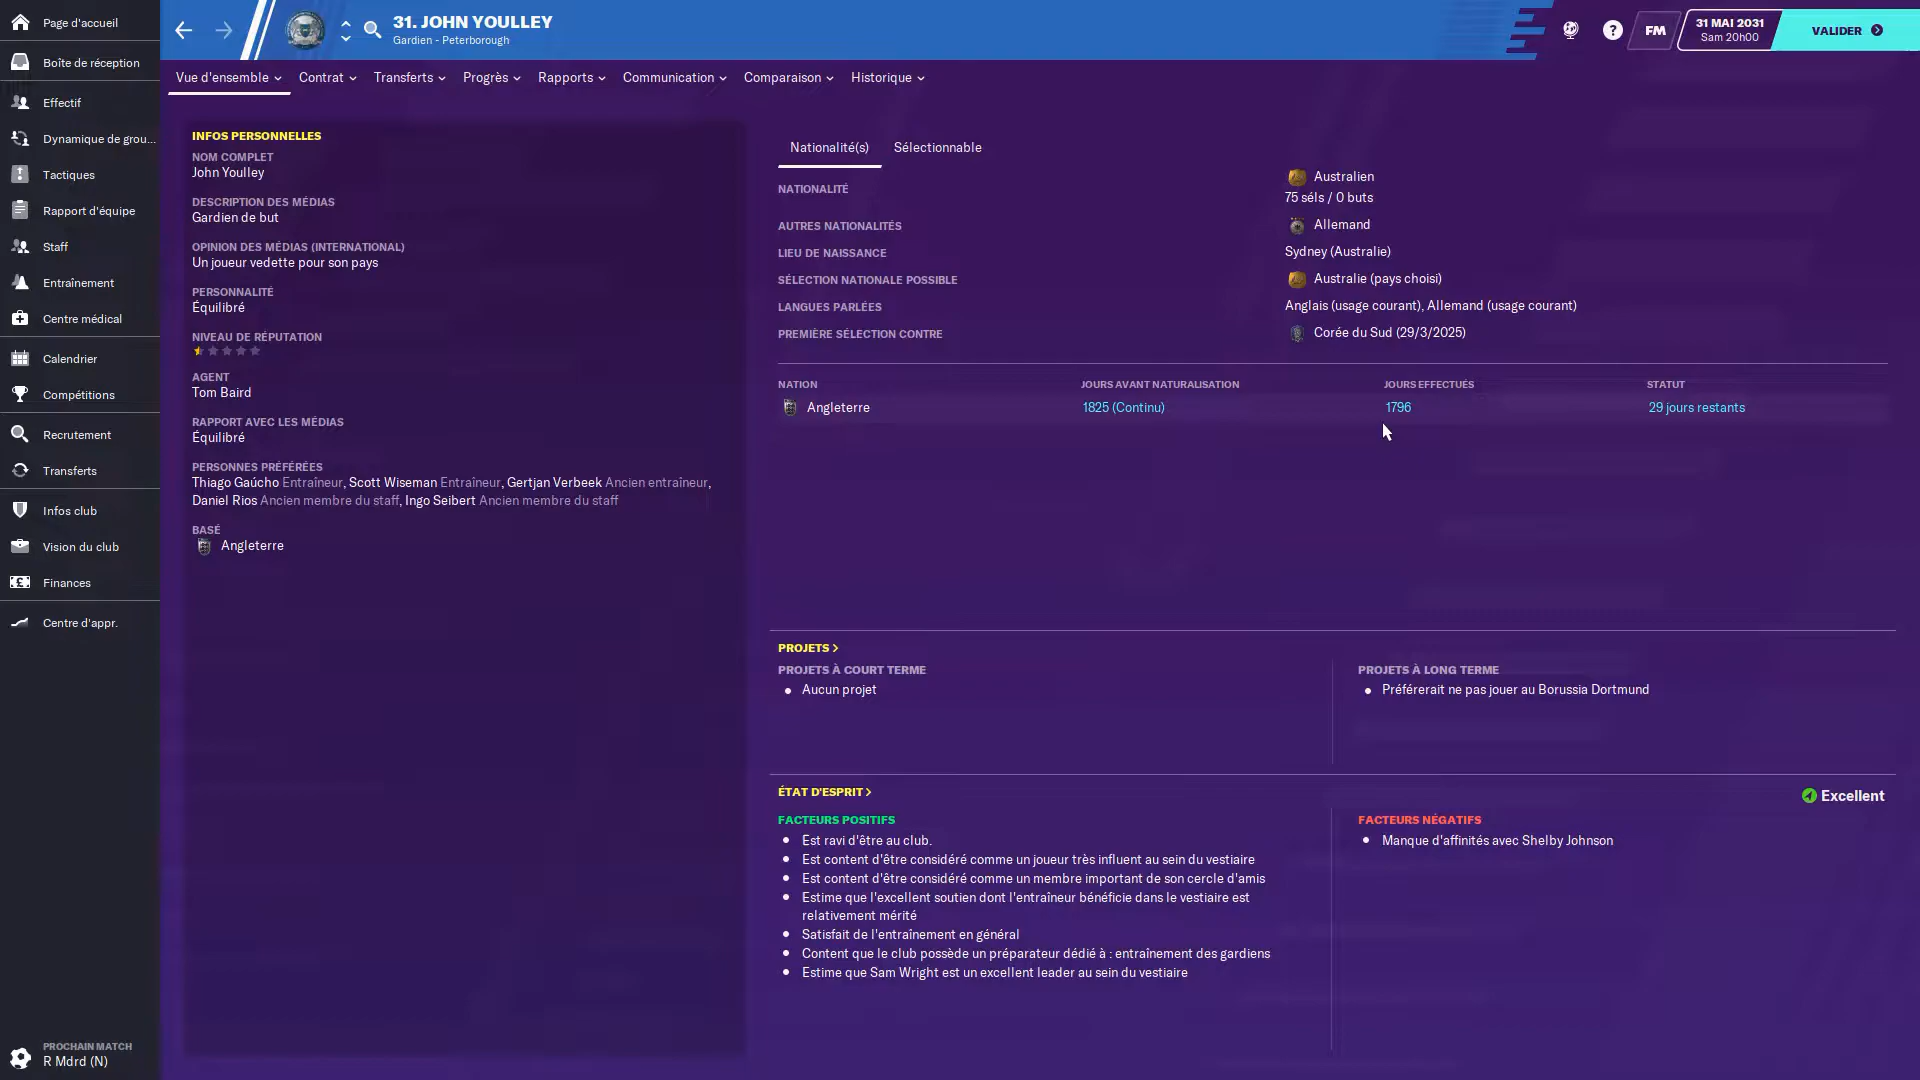 Page d'accueil
Boîte de réception
Effectif
Dynamique de grou...
Tactiques
Rapport d'équipe
Staff
Entraînement
Centre médical
Calendrier
Compétitions
Recrutement
Transferts
Infos club
Vision du club
Finances
Centre d'appr.
PROCHAIN MATCH
R Mdrd (N)
31. JOHN YOULLEY
Gardien - Peterborough
? FM
31 MAI 2031
Sam 20h00
VALIDER
Vue d'ensemble Contrat Transferts Progrès Rapports Communication Comparaison Historique
INFOS PERSONNELLES
NOM COMPLET
John Youlley
DESCRIPTION DES MÉDIAS
Gardien de but
OPINION DES MÉDIAS (INTERNATIONAL)
Un joueur vedette pour son pays
PERSONNALITÉ
Équilibré
NIVEAU DE RÉPUTATION
AGENT
Tom Baird
RAPPORT AVEC LES MÉDIAS
Équilibré
PERSONNES PRÉFÉRÉES
Thiago Gaúcho Entraîneur, Scott Wiseman Entraîneur, Gertjan Verbeek Ancien entraîneur,
Daniel Rios Ancien membre du staff, Ingo Seibert Ancien membre du staff
BASÉ
Angleterre
Nationalité(s) Sélectionnable
NATIONALITÉ Australien
75 séls / 0 buts
AUTRES NATIONALITÉS Allemand
LIEU DE NAISSANCE Sydney (Australie)
SÉLECTION NATIONALE POSSIBLE Australie (pays choisi)
LANGUES PARLÉES Anglais (usage courant), Allemand (usage courant)
PREMIÈRE SÉLECTION CONTRE Corée du Sud (29/3/2025)
NATION JOURS AVANT NATURALISATION JOURS EFFECTUÉS STATUT
Angleterre 1825 (Continu) 1796 29 jours restants
PROJETS >
PROJETS À COURT TERME
Aucun projet
PROJETS À LONG TERME
Préférerait ne pas jouer au Borussia Dortmund
ÉTAT D'ESPRIT >
Excellent
FACTEURS POSITIFS
Est ravi d'être au club.
Est content d'être considéré comme un joueur très influent au sein du vestiaire
Est content d'être considéré comme un membre important de son cercle d'amis
Estime que l'excellent soutien dont l'entraîneur bénéficie dans le vestiaire est
relativement mérité
Satisfait de l'entraînement en général
Content que le club possède un préparateur dédié à : entraînement des gardiens
Estime que Sam Wright est un excellent leader au sein du vestiaire
FACTEURS NÉGATIFS
Manque d'affinités avec Shelby Johnson